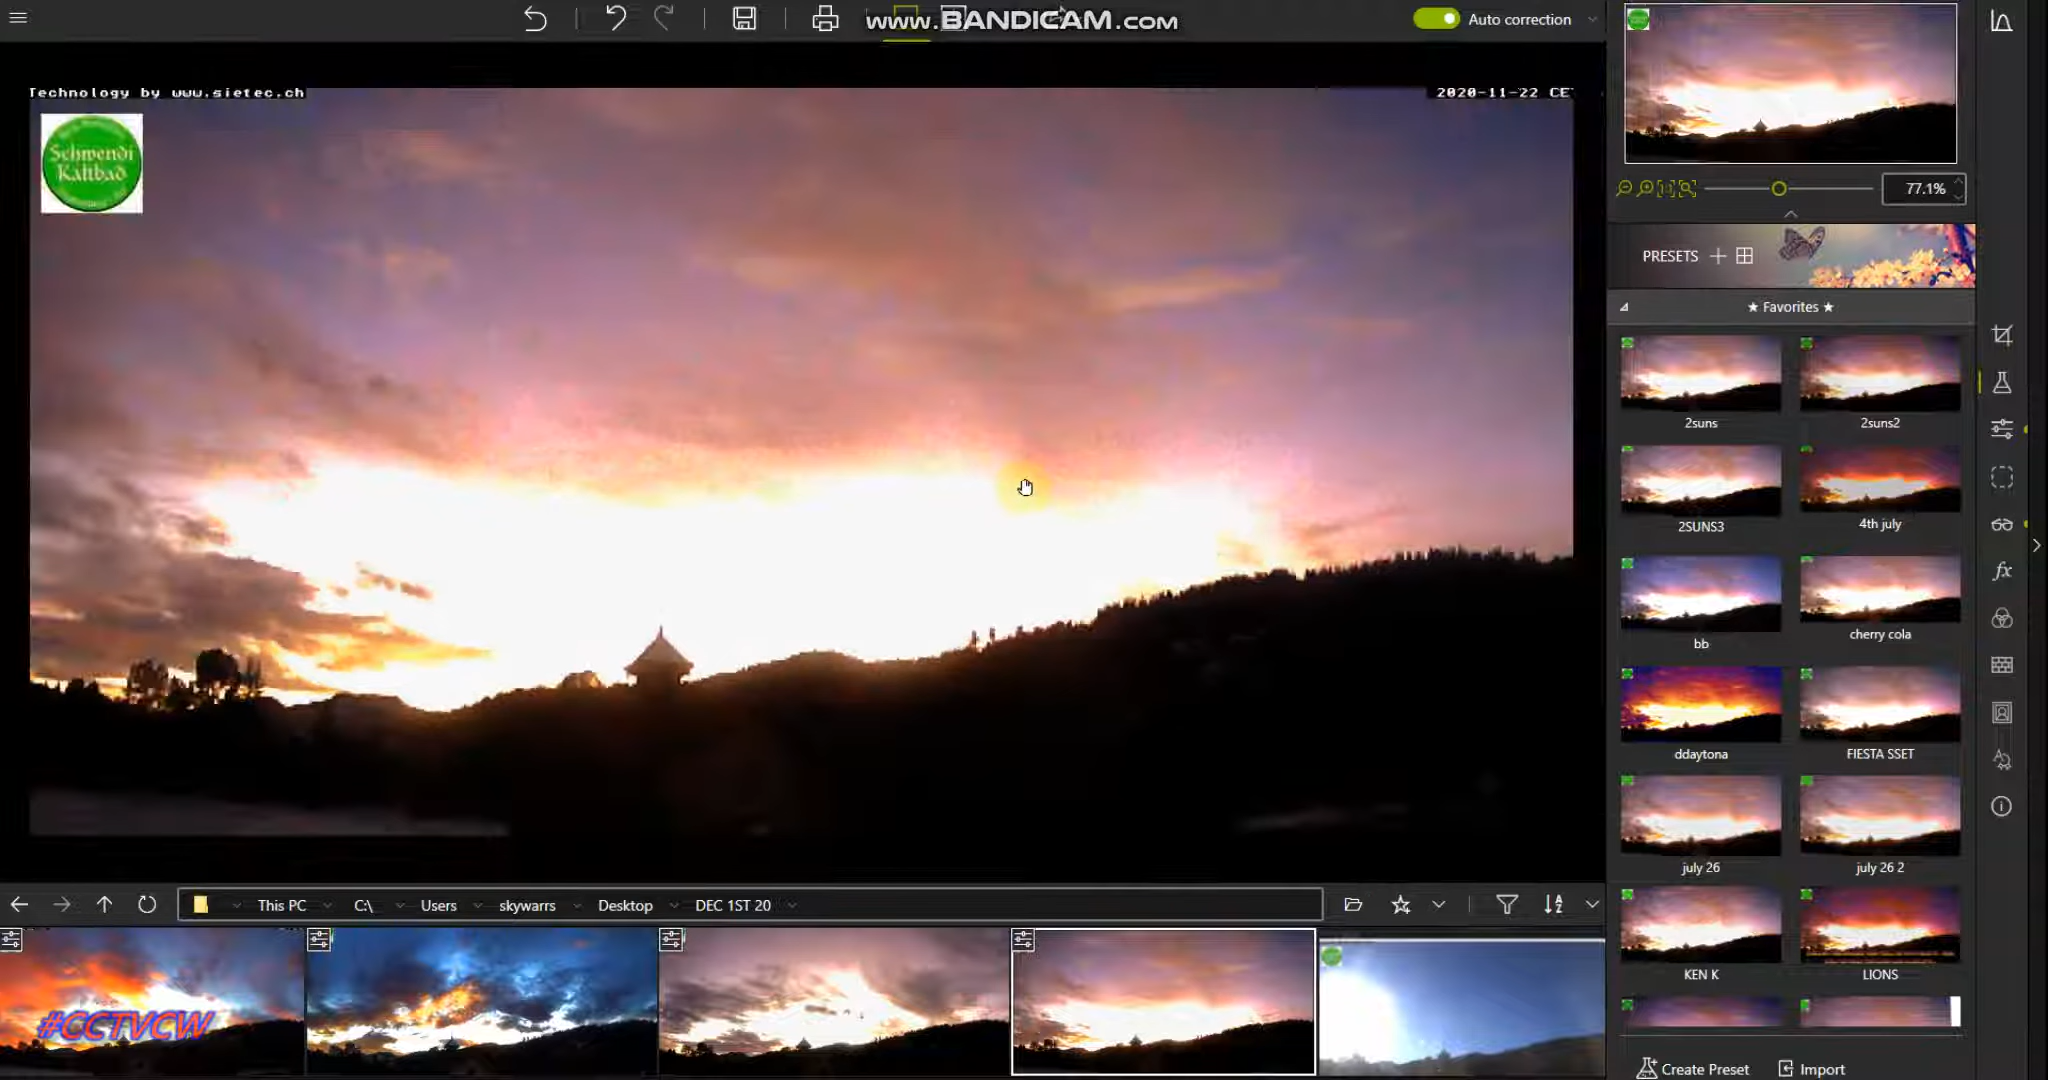 www.BANDICAM.com
Auto correction
Technology by www.sietec.ch
2020-11-22 CET
Schwendi
Kaltbad
77.1%
PRESETS
★ Favorites ★
2suns
2suns2
2SUNS3
4th july
bb
cherry cola
ddaytona
FIESTA SSET
july 26
july 26 2
KEN K
LIONS
This PC
C:\
Users
skywarrs
Desktop
DEC 1ST 20
#CCTVCW
Create Preset
Import